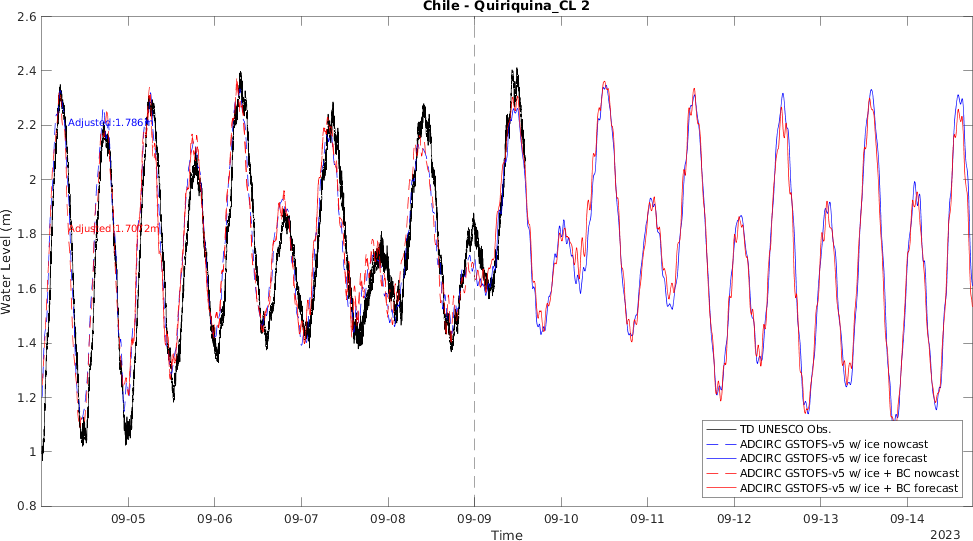 Chile - Quiriquina_CL 2
2.6
2.4
2.2
2
1.8
1.6
1.4
1.2
1
0.8
Water Level (m)
Adjusted:1.786m
Adjusted:1.7012m
09-05
09-06
09-07
09-08
09-09
09-10
09-11
09-12
09-13
09-14
Time
2023
TD UNESCO Obs.
ADCIRC GSTOFS-v5 w/ ice nowcast
ADCIRC GSTOFS-v5 w/ ice forecast
ADCIRC GSTOFS-v5 w/ ice + BC nowcast
ADCIRC GSTOFS-v5 w/ ice + BC forecast